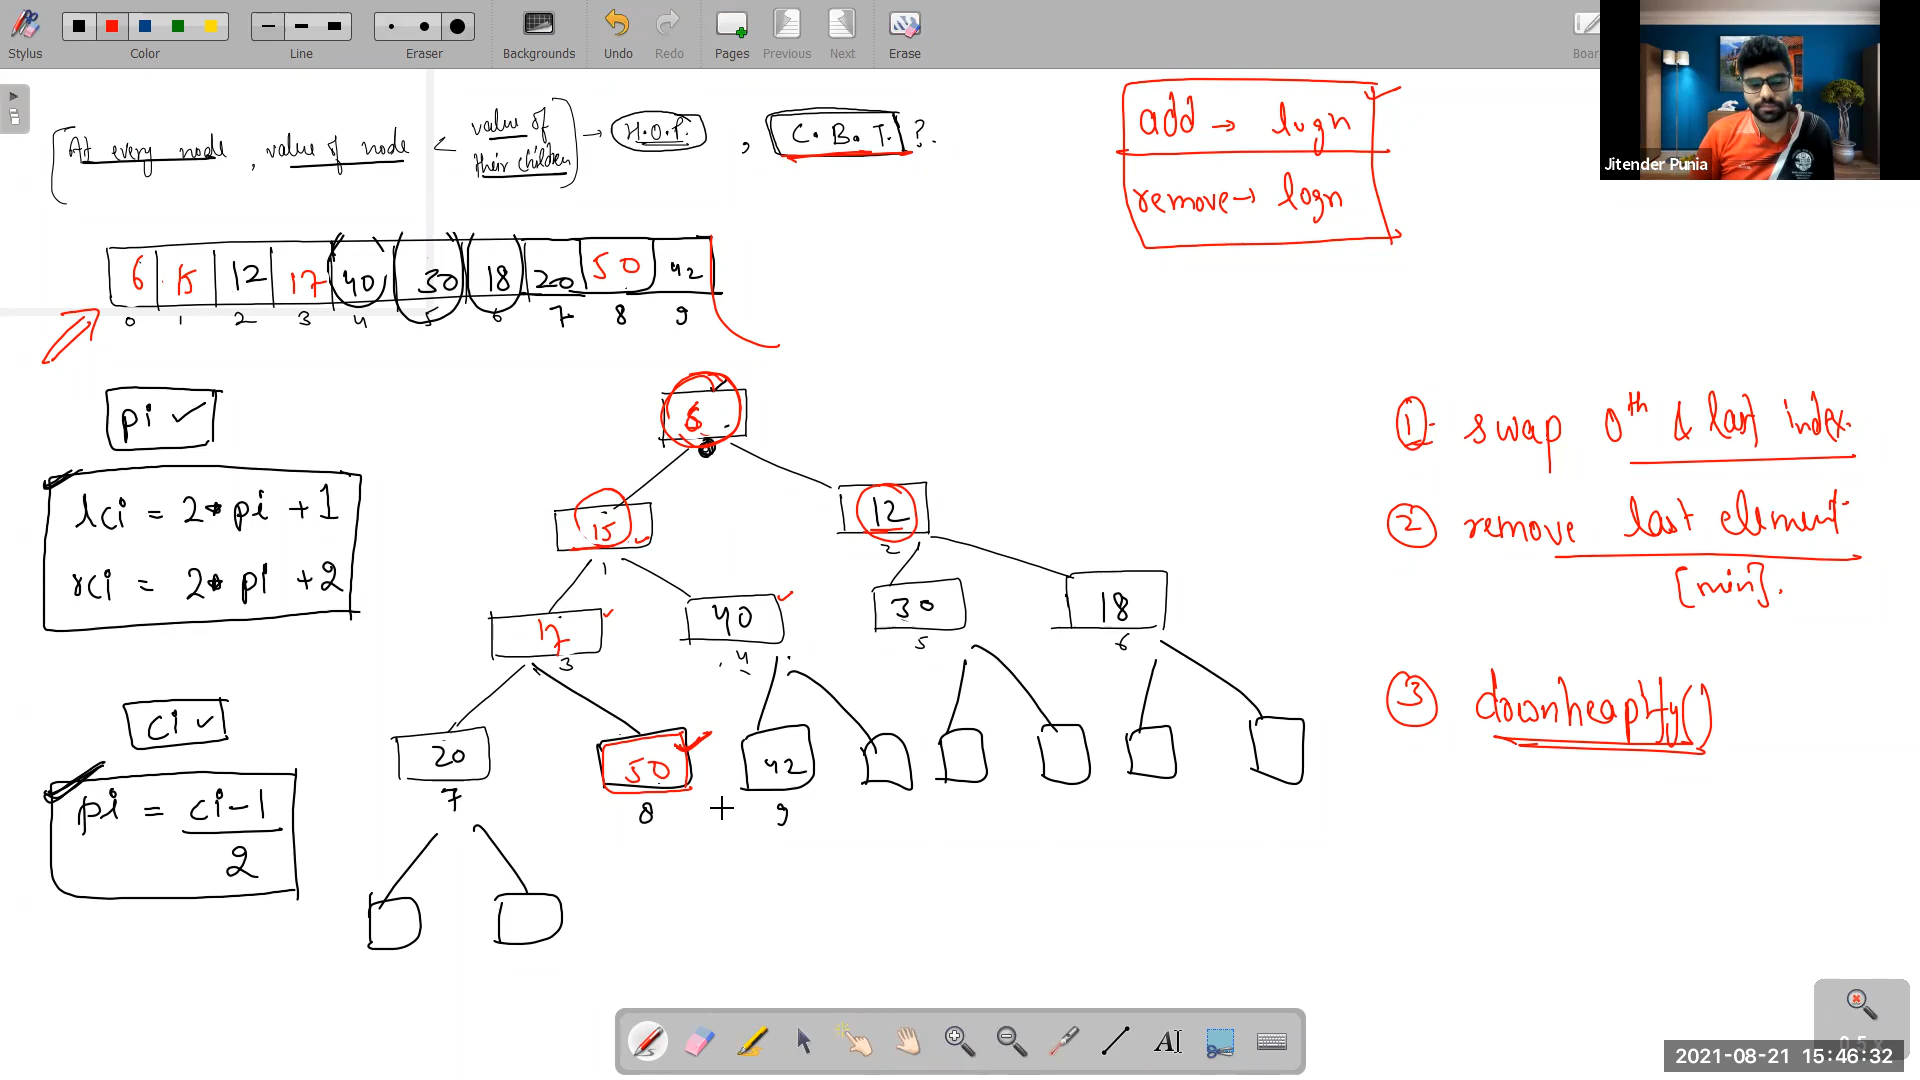 Stylus
Color
Line
Eraser
Backgrounds
Undo
Redo
Pages
Previous
Next
Erase
Boar
Jitender Punia
At every node, value of node < value of their children → H.O.P. , C.B.T. ?.
add → logn
remove → logn
6 15 12 17 40 30 18 20 50 42
0 1 2 3 4 5 6 7 8 9
pi ✓
lci = 2* pi + 1
rci = 2* pi + 2
ci ✓
pi = ci-1
2
6
15
1
12
2
17
3
40
4
30
5
18
6
20
7
50
8
42
9
① swap 0th & last index.
② remove last element
[min].
③ downheapify()
0.5 x
2021-08-21 15:46:32